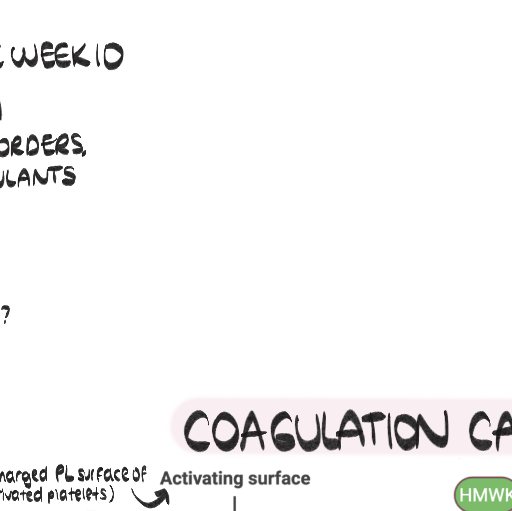 WEEK 10
ORDERS,
ULANTS
?
COAGULATION CA
harged PL surface of
Activating surface
ivated platelets)
HMWK